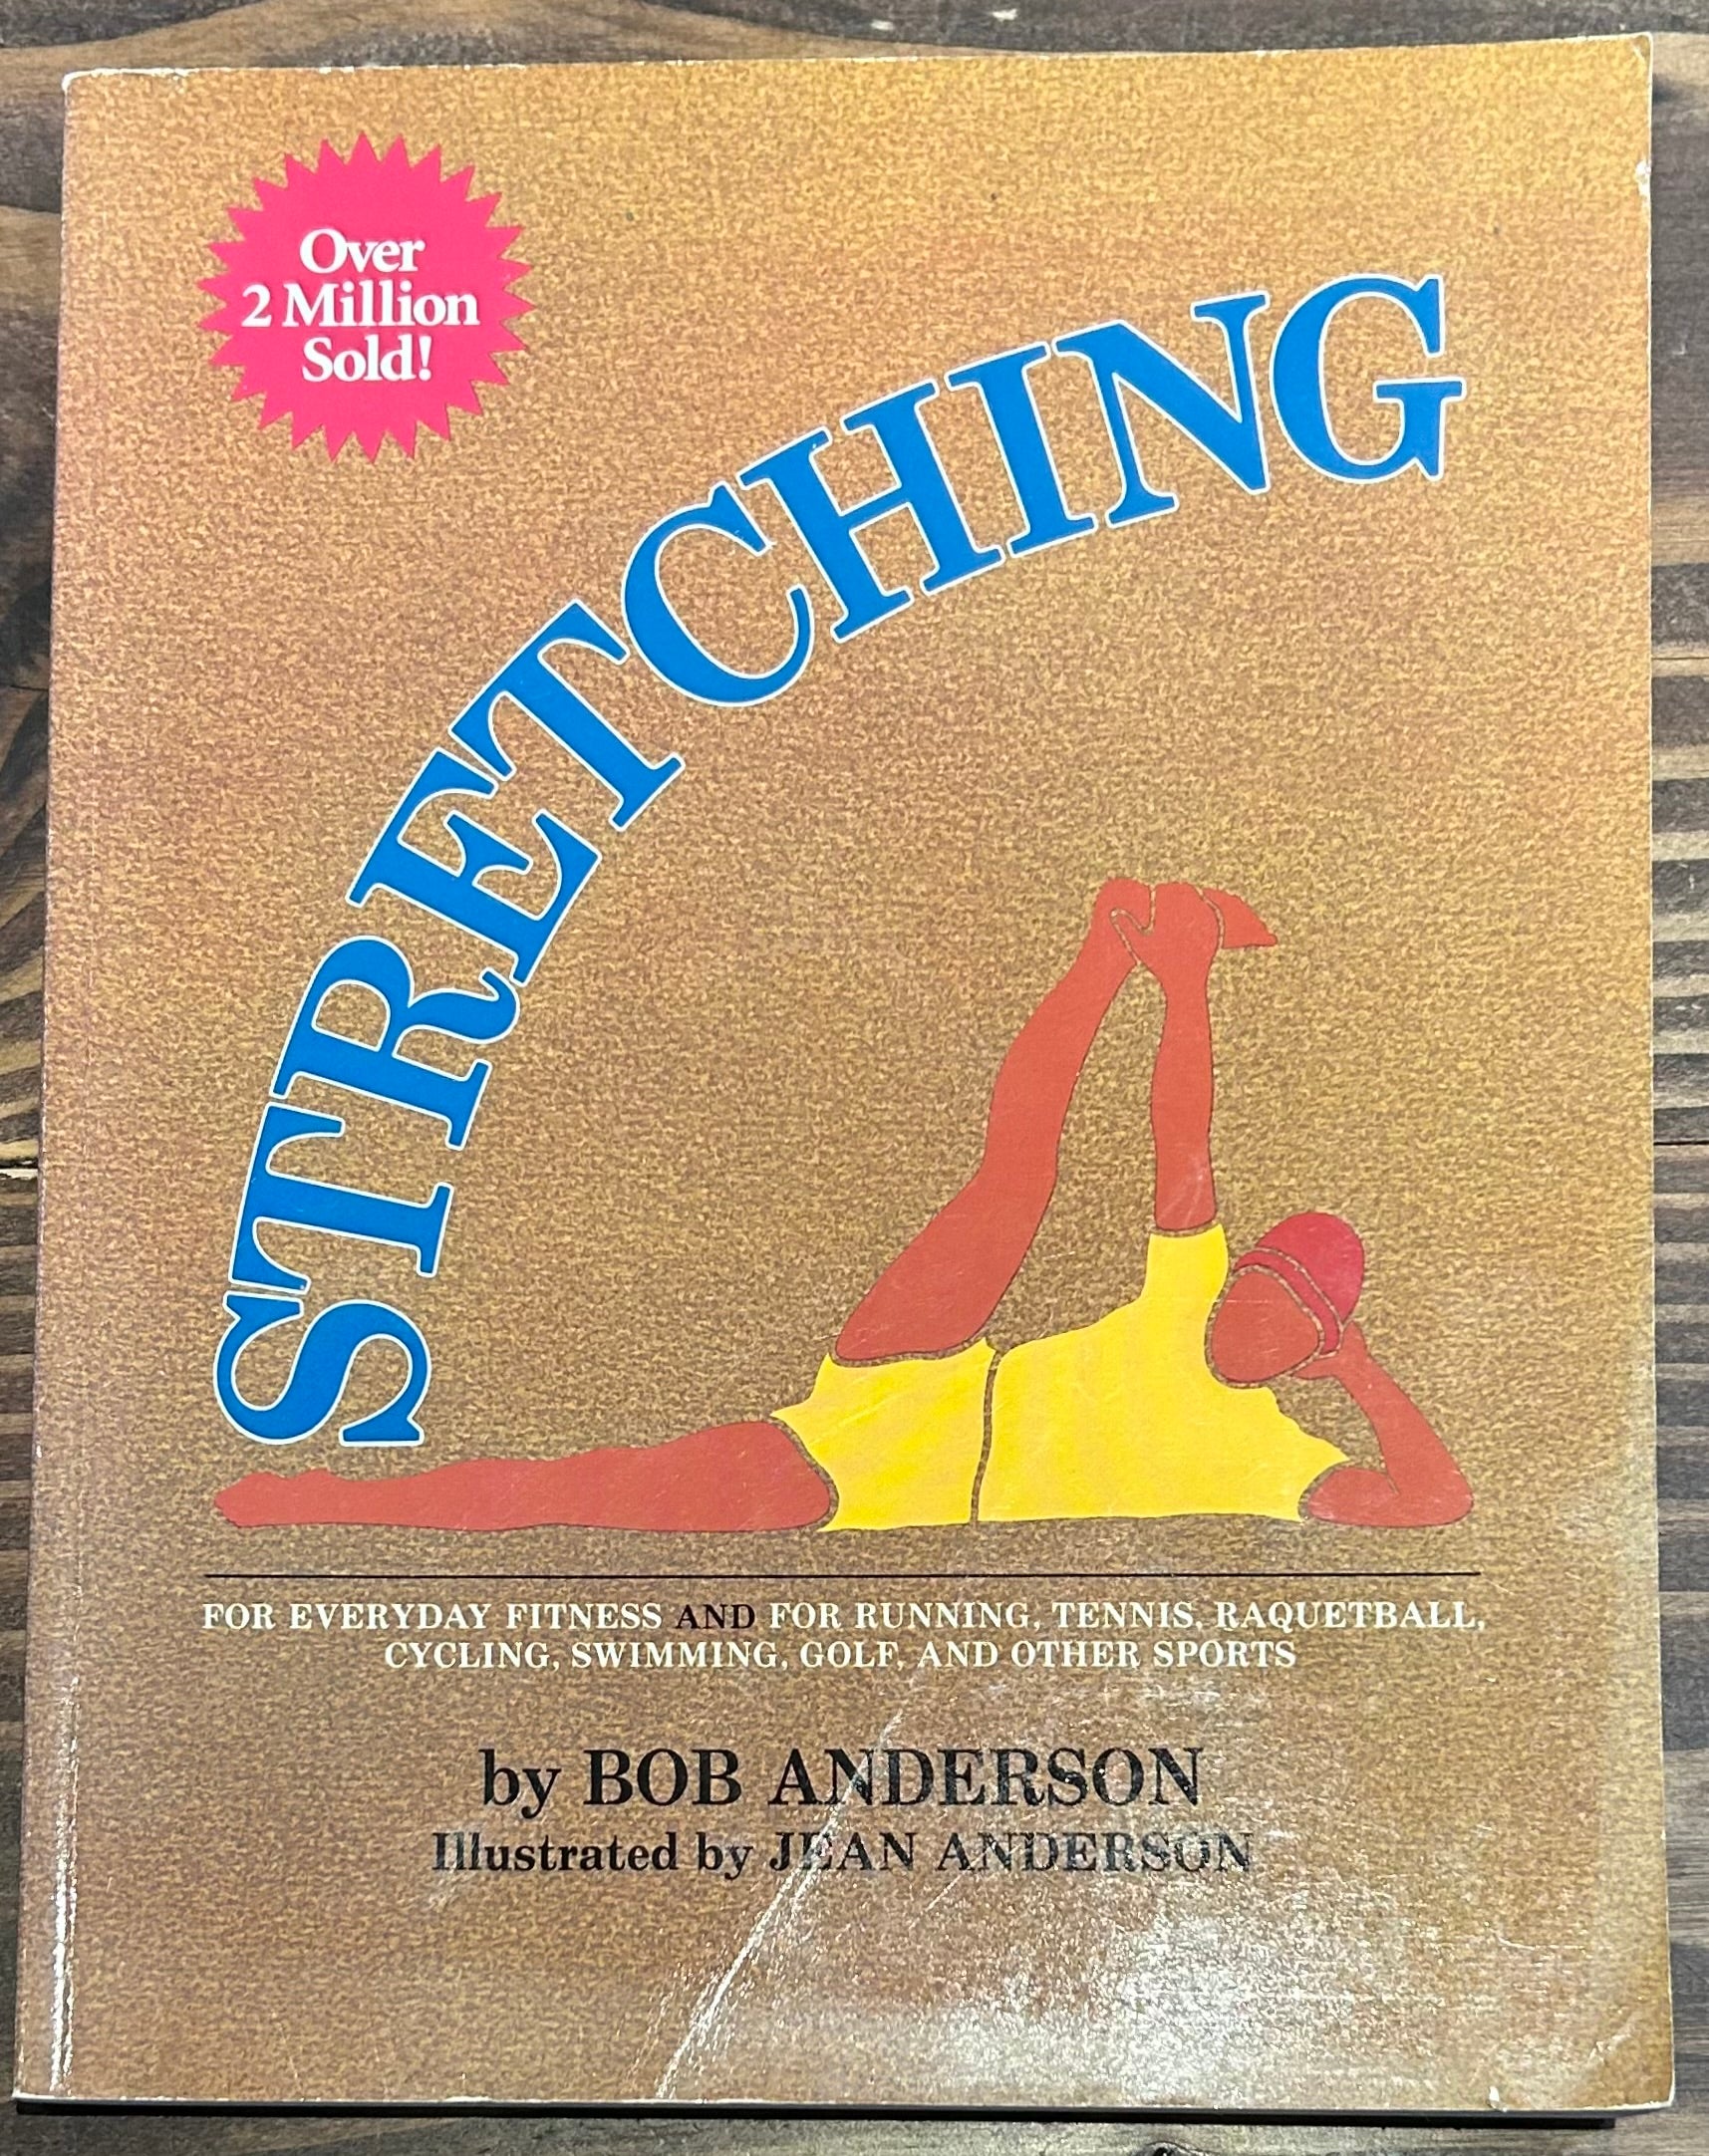 Over
2 Million
Sold!
STRETCHING
FOR EVERYDAY FITNESS AND FOR RUNNING, TENNIS, RAQUETBALL,
CYCLING, SWIMMING, GOLF, AND OTHER SPORTS
by BOB ANDERSON
Illustrated by JEAN ANDERSON